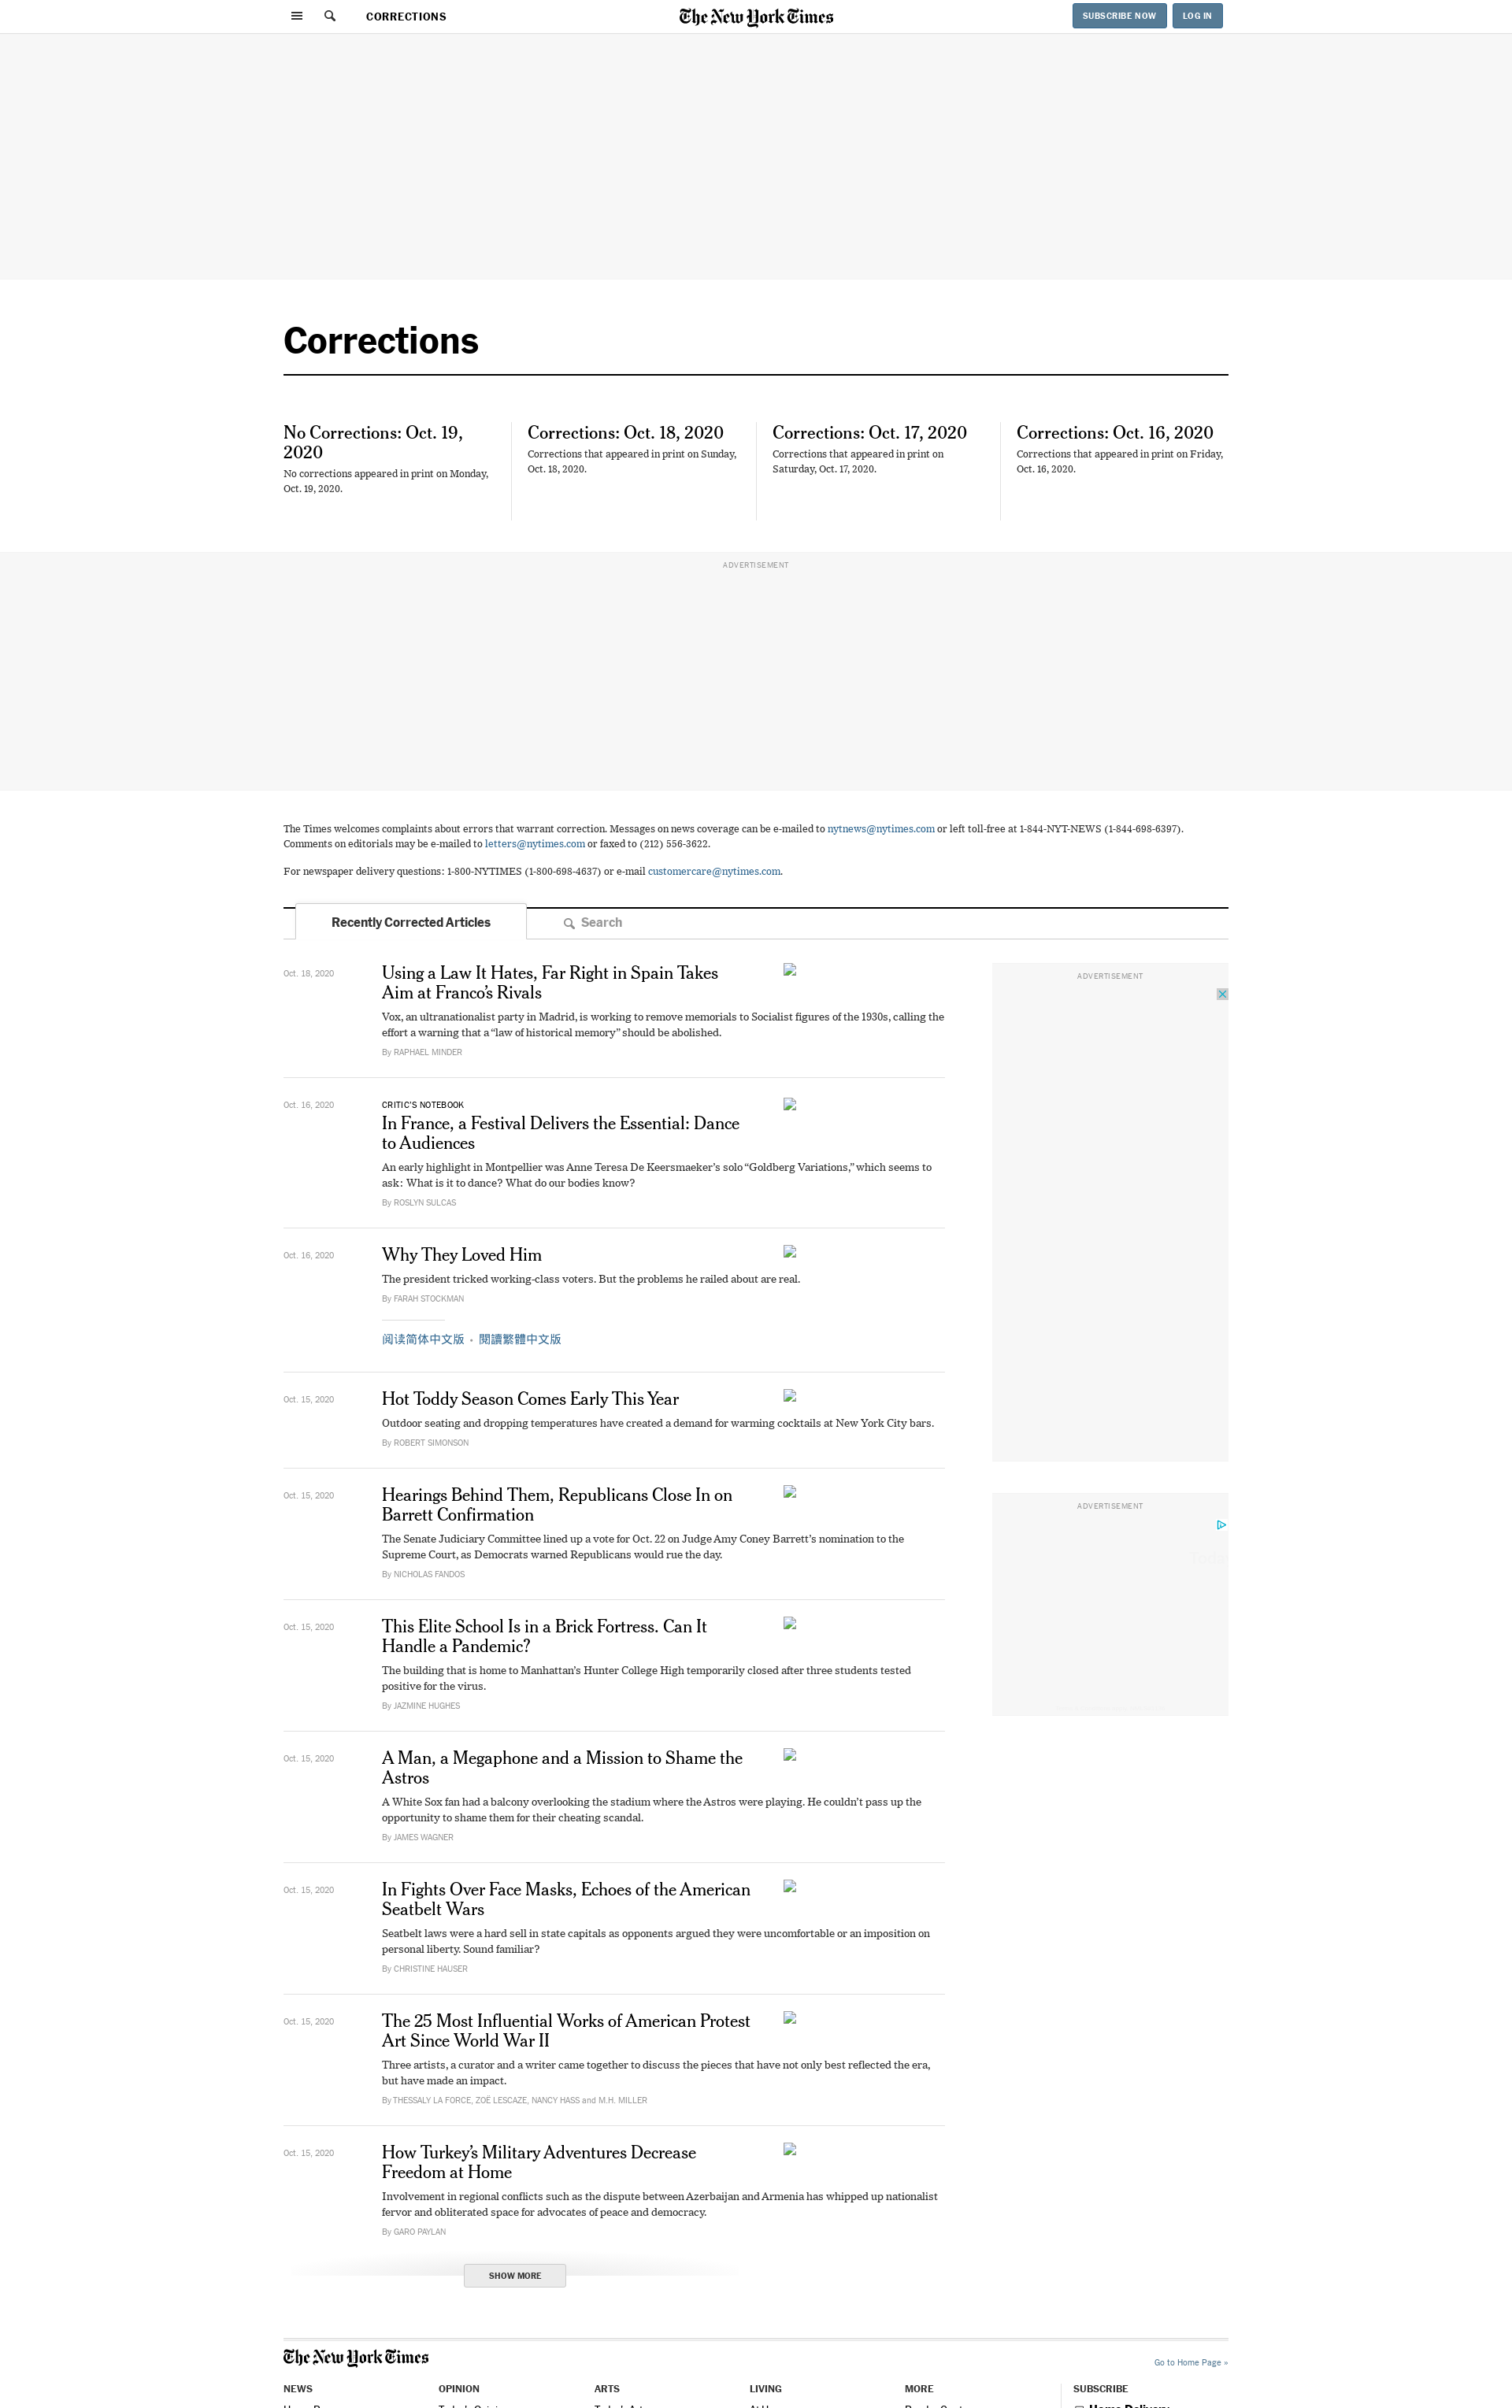 CORRECTIONS
The New York Times
SUBSCRIBE NOW
LOG IN
Corrections
No Corrections: Oct. 19,
2020
No corrections appeared in print on Monday,
Oct. 19, 2020.
Corrections: Oct. 18, 2020
Corrections that appeared in print on Sunday,
Oct. 18, 2020.
Corrections: Oct. 17, 2020
Corrections that appeared in print on
Saturday, Oct. 17, 2020.
Corrections: Oct. 16, 2020
Corrections that appeared in print on Friday,
Oct. 16, 2020.
ADVERTISEMENT
The Times welcomes complaints about errors that warrant correction. Messages on news coverage can be e-mailed to nytnews@nytimes.com or left toll-free at 1-844-NYT-NEWS (1-844-698-6397).
Comments on editorials may be e-mailed to letters@nytimes.com or faxed to (212) 556-3622.
For newspaper delivery questions: 1-800-NYTIMES (1-800-698-4637) or e-mail customercare@nytimes.com.
Recently Corrected Articles
Search
Oct. 18, 2020
Using a Law It Hates, Far Right in Spain Takes
Aim at Franco’s Rivals
Vox, an ultranationalist party in Madrid, is working to remove memorials to Socialist figures of the 1930s, calling the
effort a warning that a “law of historical memory” should be abolished.
By RAPHAEL MINDER
ADVERTISEMENT
Oct. 16, 2020
CRITIC’S NOTEBOOK
In France, a Festival Delivers the Essential: Dance
to Audiences
An early highlight in Montpellier was Anne Teresa De Keersmaeker’s solo “Goldberg Variations,” which seems to
ask: What is it to dance? What do our bodies know?
By ROSLYN SULCAS
Oct. 16, 2020
Why They Loved Him
The president tricked working-class voters. But the problems he railed about are real.
By FARAH STOCKMAN
阅读简体中文版 • 閱讀繁體中文版
Oct. 15, 2020
Hot Toddy Season Comes Early This Year
Outdoor seating and dropping temperatures have created a demand for warming cocktails at New York City bars.
By ROBERT SIMONSON
Oct. 15, 2020
Hearings Behind Them, Republicans Close In on
Barrett Confirmation
The Senate Judiciary Committee lined up a vote for Oct. 22 on Judge Amy Coney Barrett’s nomination to the
Supreme Court, as Democrats warned Republicans would rue the day.
By NICHOLAS FANDOS
ADVERTISEMENT
Oct. 15, 2020
This Elite School Is in a Brick Fortress. Can It
Handle a Pandemic?
The building that is home to Manhattan’s Hunter College High temporarily closed after three students tested
positive for the virus.
By JAZMINE HUGHES
Oct. 15, 2020
A Man, a Megaphone and a Mission to Shame the
Astros
A White Sox fan had a balcony overlooking the stadium where the Astros were playing. He couldn’t pass up the
opportunity to shame them for their cheating scandal.
By JAMES WAGNER
Oct. 15, 2020
In Fights Over Face Masks, Echoes of the American
Seatbelt Wars
Seatbelt laws were a hard sell in state capitals as opponents argued they were uncomfortable or an imposition on
personal liberty. Sound familiar?
By CHRISTINE HAUSER
Oct. 15, 2020
The 25 Most Influential Works of American Protest
Art Since World War II
Three artists, a curator and a writer came together to discuss the pieces that have not only best reflected the era,
but have made an impact.
By THESSALY LA FORCE, ZOË LESCAZE, NANCY HASS and M.H. MILLER
Oct. 15, 2020
How Turkey’s Military Adventures Decrease
Freedom at Home
Involvement in regional conflicts such as the dispute between Azerbaijan and Armenia has whipped up nationalist
fervor and obliterated space for advocates of peace and democracy.
By GARO PAYLAN
SHOW MORE
The New York Times
Go to Home Page »
NEWS
OPINION
ARTS
LIVING
MORE
SUBSCRIBE